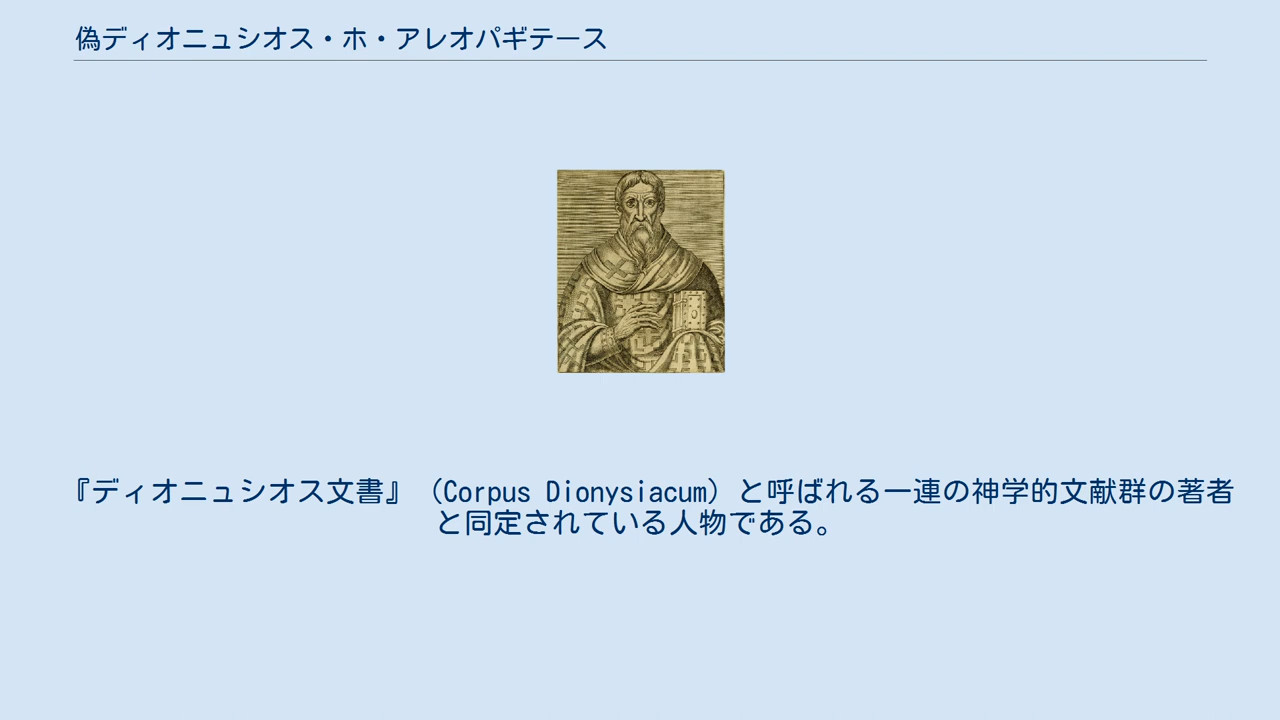 偽ディオニュシオス・ホ・アレオパギテース
『ディオニュシオス文書』（Corpus Dionysiacum）と呼ばれる一連の神学的文献群の著者
と同定されている人物である。